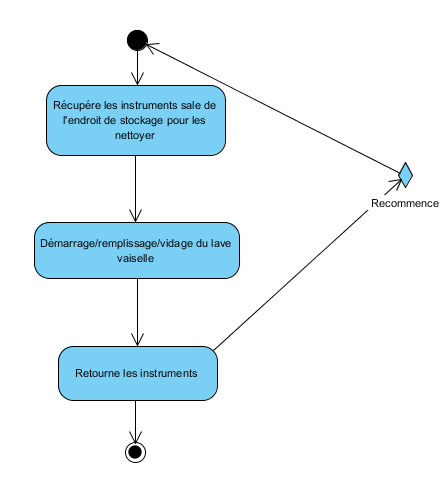 Récupére les instruments sale de
l'endroit de stockage pour les
nettoyer
Recommence
Démarrage/remplissage/vidage du lave
vaiselle
Retourne les instruments